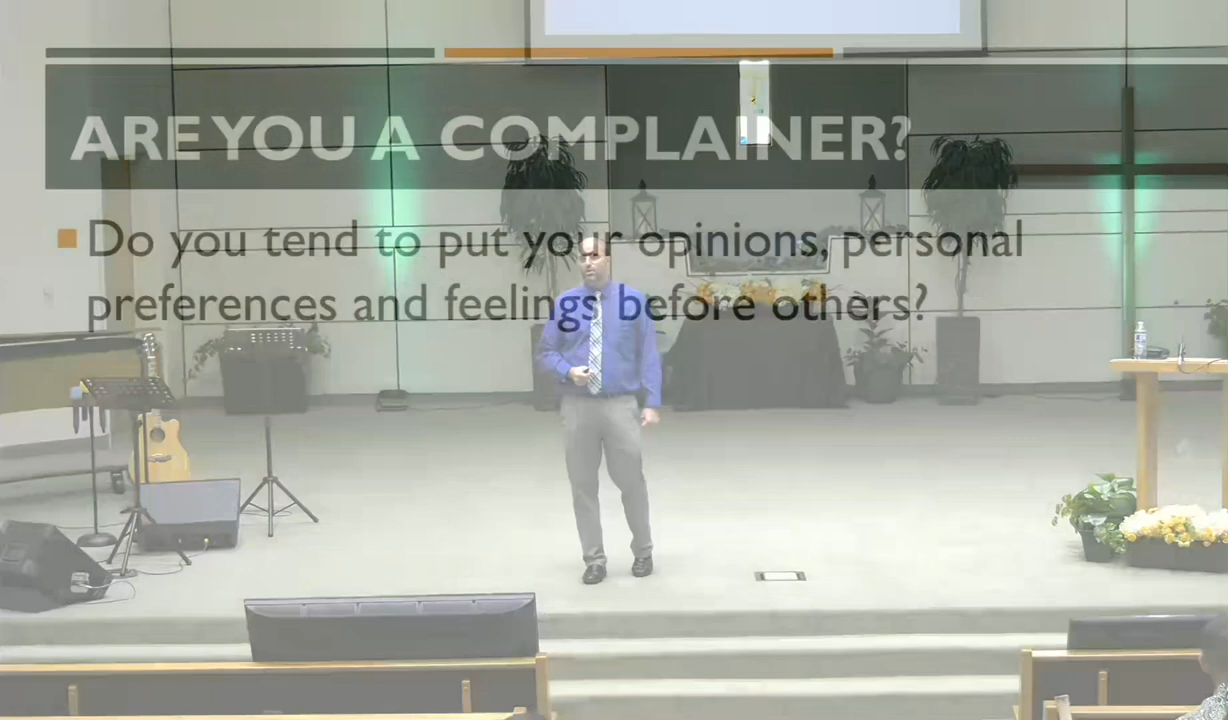 ARE YOU A COMPLAINER?
Do you tend to put your opinions, personal
preferences and feelings before others?